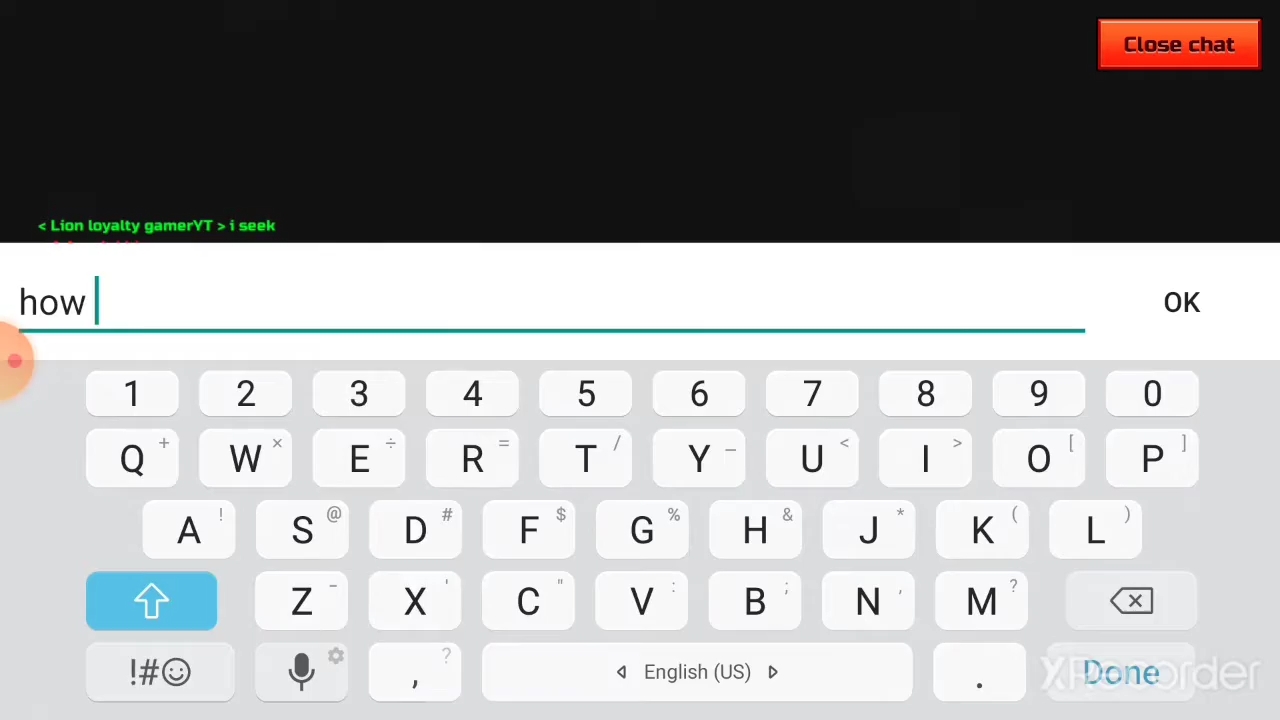 Close chat
< Lion loyalty gamerYT > i seek
how
OK
1 2 3 4 5 6 7 8 9 0
Q + W × E ÷ R = T / Y _ U < I > O [ P ]
A ! S @ D # F $ G % H & J * K ( L )
Z - X ' C " V : B ; N , M ?
!#☺ , ? English (US) . Done
XRecorder